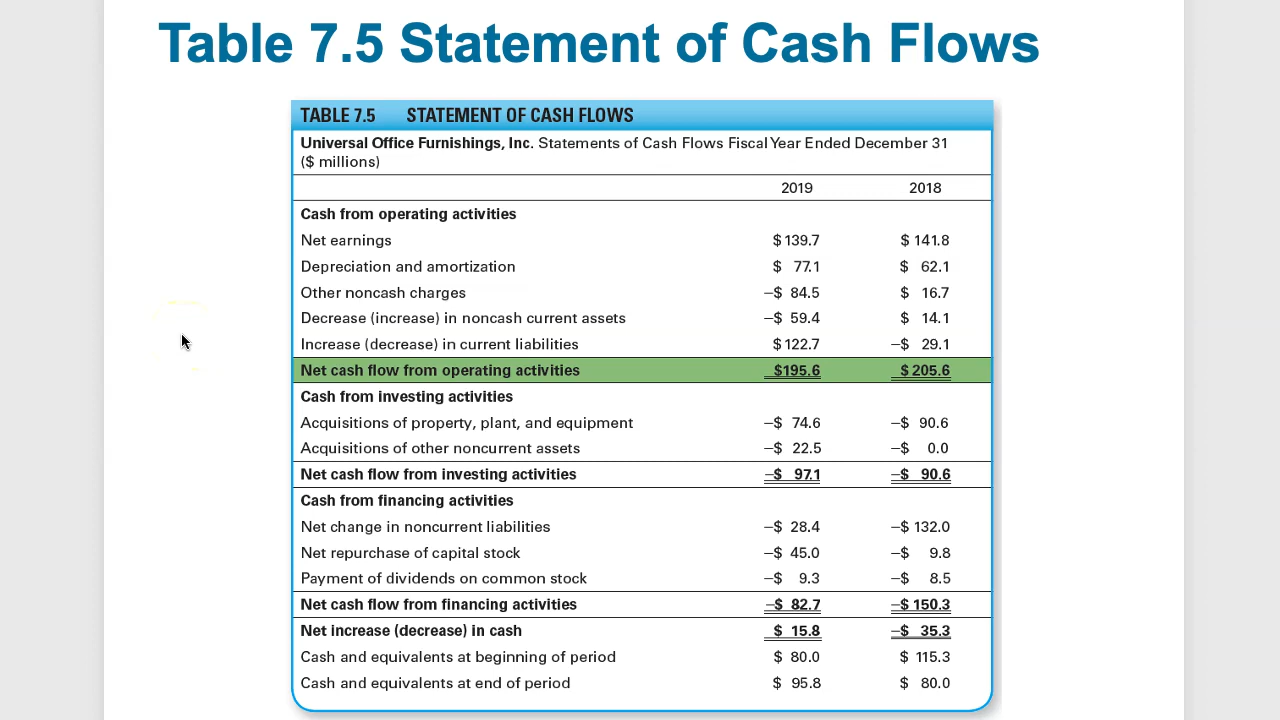 Table 7.5 Statement of Cash Flows
TABLE 7.5 STATEMENT OF CASH FLOWS
Universal Office Furnishings, Inc. Statements of Cash Flows Fiscal Year Ended December 31
($ millions)
2019 2018
Cash from operating activities
Net earnings $139.7 $141.8
Depreciation and amortization $ 77.1 $ 62.1
Other noncash charges −$ 84.5 $ 16.7
Decrease (increase) in noncash current assets −$ 59.4 $ 14.1
Increase (decrease) in current liabilities $122.7 −$ 29.1
Net cash flow from operating activities $195.6 $205.6
Cash from investing activities
Acquisitions of property, plant, and equipment −$ 74.6 −$ 90.6
Acquisitions of other noncurrent assets −$ 22.5 −$ 0.0
Net cash flow from investing activities −$ 97.1 −$ 90.6
Cash from financing activities
Net change in noncurrent liabilities −$ 28.4 −$132.0
Net repurchase of capital stock −$ 45.0 −$ 9.8
Payment of dividends on common stock −$ 9.3 −$ 8.5
Net cash flow from financing activities −$ 82.7 −$150.3
Net increase (decrease) in cash $ 15.8 −$ 35.3
Cash and equivalents at beginning of period $ 80.0 $ 115.3
Cash and equivalents at end of period $ 95.8 $ 80.0